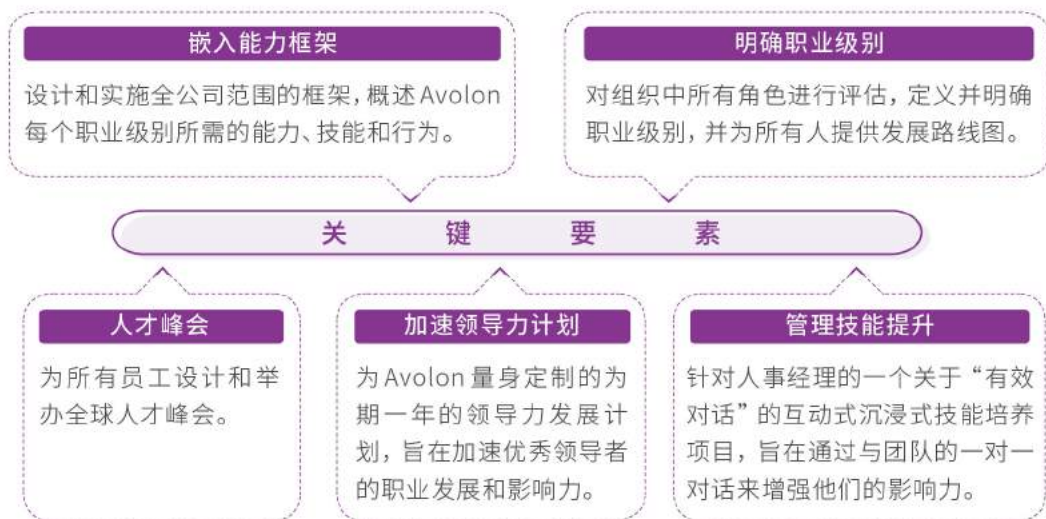 嵌入能力框架
设计和实施全公司范围的框架,概述Avolon
每个职业级别所需的能力、技能和行为。
明确职业级别
对组织中所有角色进行评估,定义并明确
职业级别,并为所有人提供发展路线图。
关键要素
人才峰会
为所有员工设计和举
办全球人才峰会。
加速领导力计划
为Avolon 量身定制的为
期一年的领导力发展计
划,旨在加速优秀领导者
的职业发展和影响力。
管理技能提升
针对人事经理的一个关于“有效
对话”的互动式沉浸式技能培养
项目,旨在通过与团队的一对一
对话来增强他们的影响力。